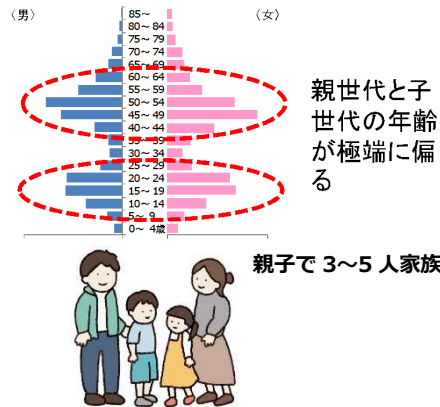 〈男〉
〈女〉
85～
80～ 84
75～ 79
70～ 74
65～ 69
60～ 64
55～ 59
50～ 54
45～ 49
40～ 44
35～ 39
30～ 34
25～ 29
20～ 24
15～ 19
10～ 14
5～ 9
0～ 4歳
親世代と子
世代の年齢
が極端に偏
る
親子で 3～5 人家族